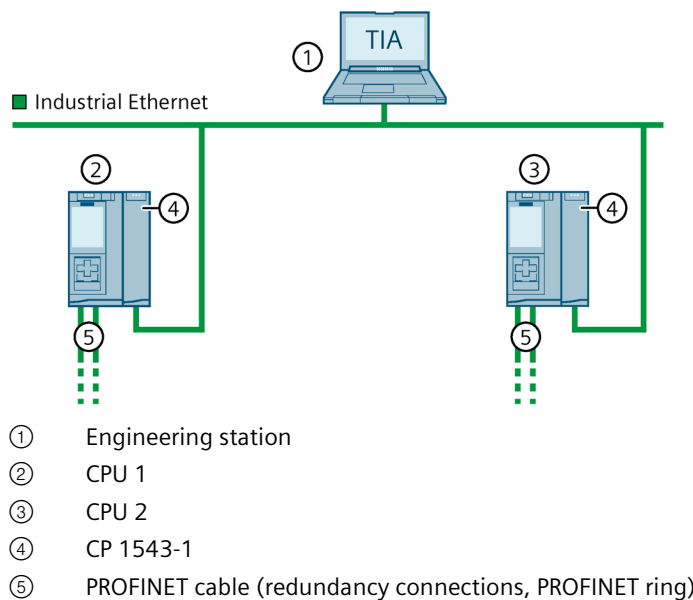 TIA
①
Industrial Ethernet
② ③
④ ④
⑤ ⑤
① Engineering station
② CPU 1
③ CPU 2
④ CP 1543-1
⑤ PROFINET cable (redundancy connections, PROFINET ring)